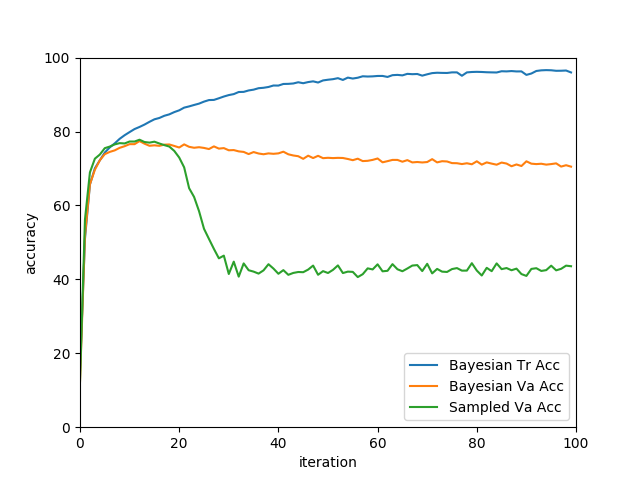 100
80
60
40
20
0
accuracy
0 20 40 60 80 100
iteration
Bayesian Tr Acc
Bayesian Va Acc
Sampled Va Acc